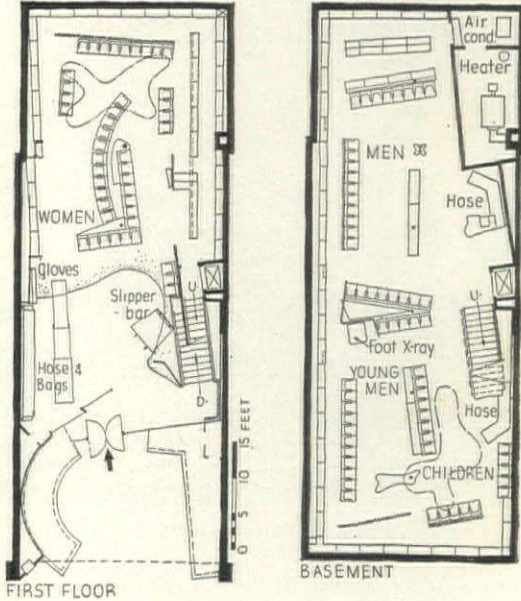 WOMEN
Gloves
Slipper
- bar
U.
Hose &
Bags
D.
0 5 10 15 FEET
FIRST FLOOR
Air
cond.
Heater
MEN
Hose
U.
Foot X-ray
YOUNG
MEN
Hose
CHILDREN
BASEMENT